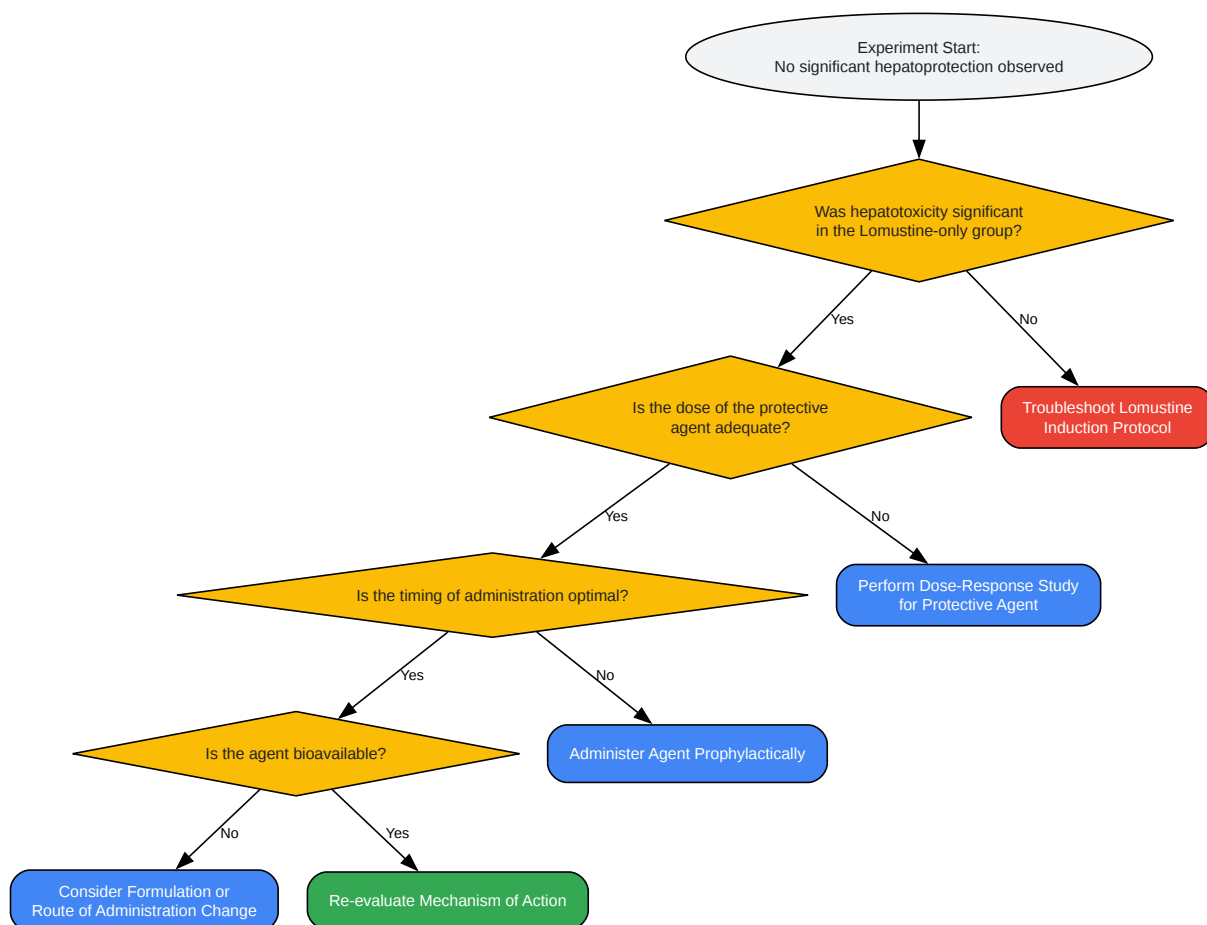 Experiment Start:
No significant hepatoprotection observed
Was hepatotoxicity significant
in the Lomustine-only group?
Yes
No
Is the dose of the protective
agent adequate?
Troubleshoot Lomustine
Induction Protocol
Yes
No
Is the timing of administration optimal?
Perform Dose-Response Study
for Protective Agent
Yes
No
Is the agent bioavailable?
Administer Agent Prophylactically
No
Yes
Consider Formulation or
Route of Administration Change
Re-evaluate Mechanism of Action